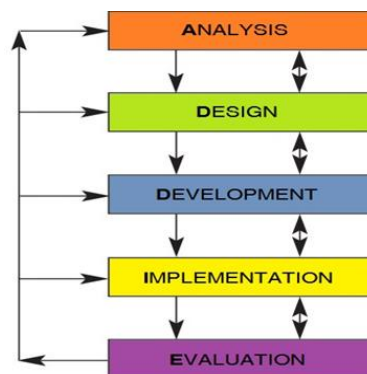 ANALYSIS
DESIGN
DEVELOPMENT
IMPLEMENTATION
EVALUATION